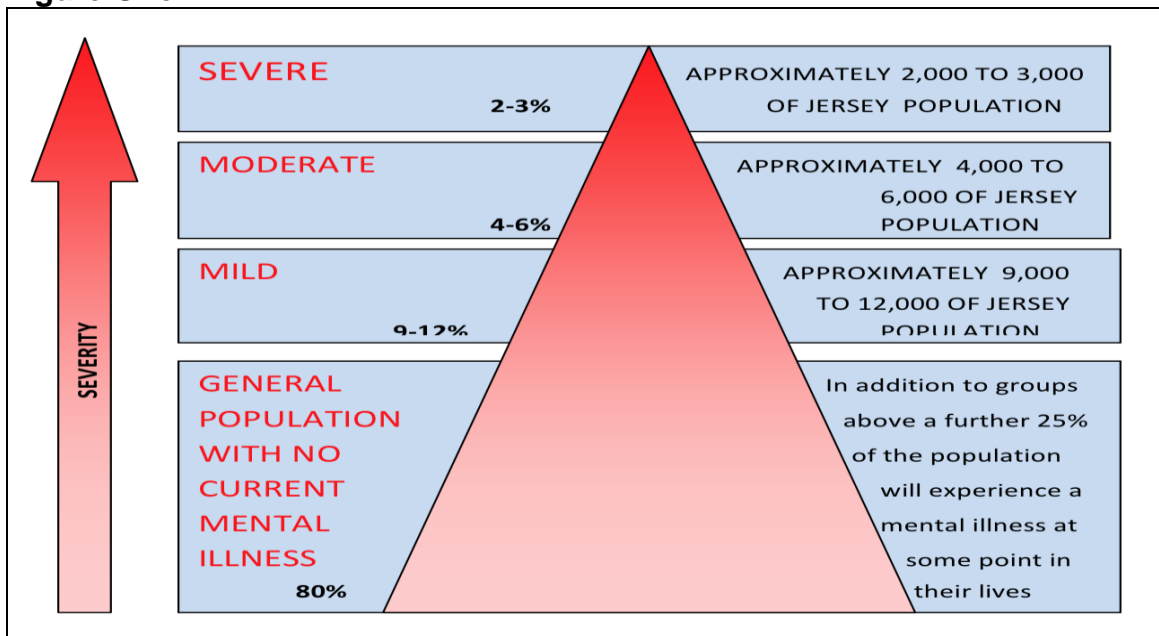 SEVERITY
SEVERE
2-3%
APPROXIMATELY 2,000 TO 3,000
OF JERSEY POPULATION
MODERATE
4-6%
APPROXIMATELY 4,000 TO
6,000 OF JERSEY
POPULATION
MILD
9-12%
APPROXIMATELY 9,000
TO 12,000 OF JERSEY
POPULATION
GENERAL
POPULATION
WITH NO
CURRENT
MENTAL
ILLNESS
80%
In addition to groups
above a further 25%
of the population
will experience a
mental illness at
some point in
their lives